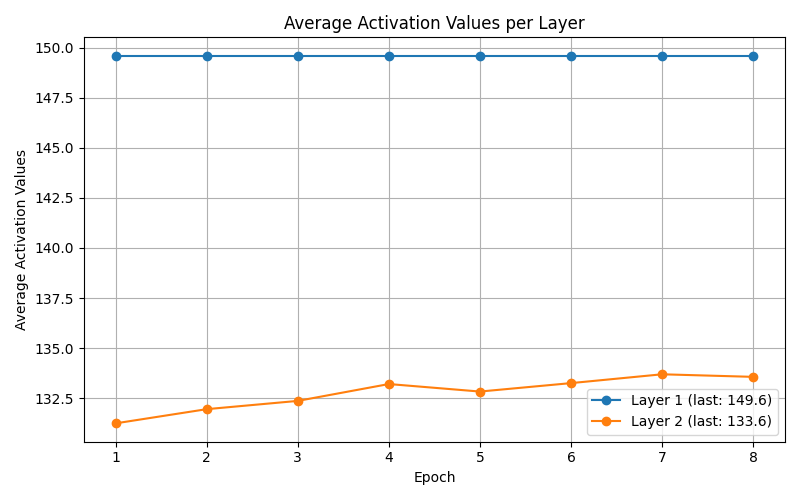 Average Activation Values per Layer
Average Activation Values
150.0
147.5
145.0
142.5
140.0
137.5
135.0
132.5
Layer 1 (last: 149.6)
Layer 2 (last: 133.6)
1 2 3 4 5 6 7 8
Epoch